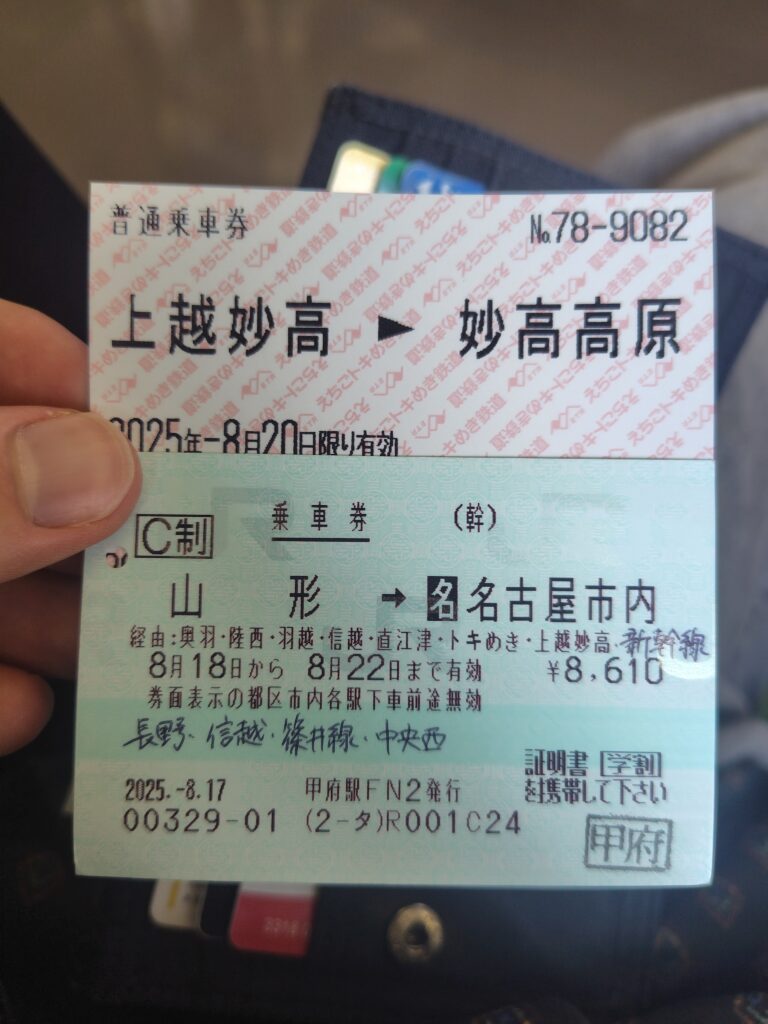 普通乗車券 №78-9082
上越妙高 ▶ 妙高高原
2025年-8月20日限り有効
C制 乗車券 (幹)
山形 → 名 名古屋市内
経由:奥羽・陸西・羽越・信越・直江津・トキめき・上越妙高・新幹線
8月18日から 8月22日まで有効 ¥8,610
券面表示の都区市内各駅下車前途無効
長野・信越・篠井線・中央西
証明書 学割
を携帯して下さい
2025.-8.17 甲府駅FN2発行
00329-01 (2-タ)R001C24
甲府